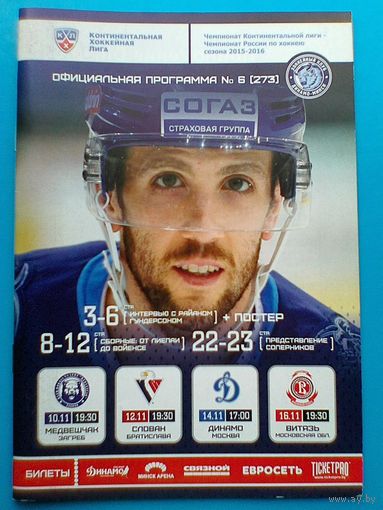 КХЛ
КОНТИНЕНТАЛЬНАЯ
ХОККЕЙНАЯ
ЛИГА
Чемпионат Континентальной лиги -
Чемпионат России по хоккею
сезона 2015-2016
ОФИЦИАЛЬНАЯ ПРОГРАММА № 6 [273]
СОГАЗ
СТРАХОВАЯ ГРУППА
3-6 СТР [ИНТЕРВЬЮ С РАЙАНОМ ГУНДЕРСОНОМ] + ПОСТЕР
8-12 СТР [СБОРНЫЕ: ОТ ЛИЕПАИ ДО ВОЙЕНСЕ]
22-23 СТР [ПРЕДСТАВЛЕНИЕ СОПЕРНИКОВ]
10.11 19:30
МЕДВЕШЧАК
ЗАГРЕБ
12.11 19:30
СЛОВАН
БРАТИСЛАВА
14.11 17:00
ДИНАМО
МОСКВА
16.11 19:30
ВИТЯЗЬ
МОСКОВСКАЯ ОБЛ.
БИЛЕТЫ
ДИНАМО
МИНСК АРЕНА
СВЯЗНОЙ
ЕВРОСЕТЬ
TICKETPRO
www.ticketpro.by
www.ay.by